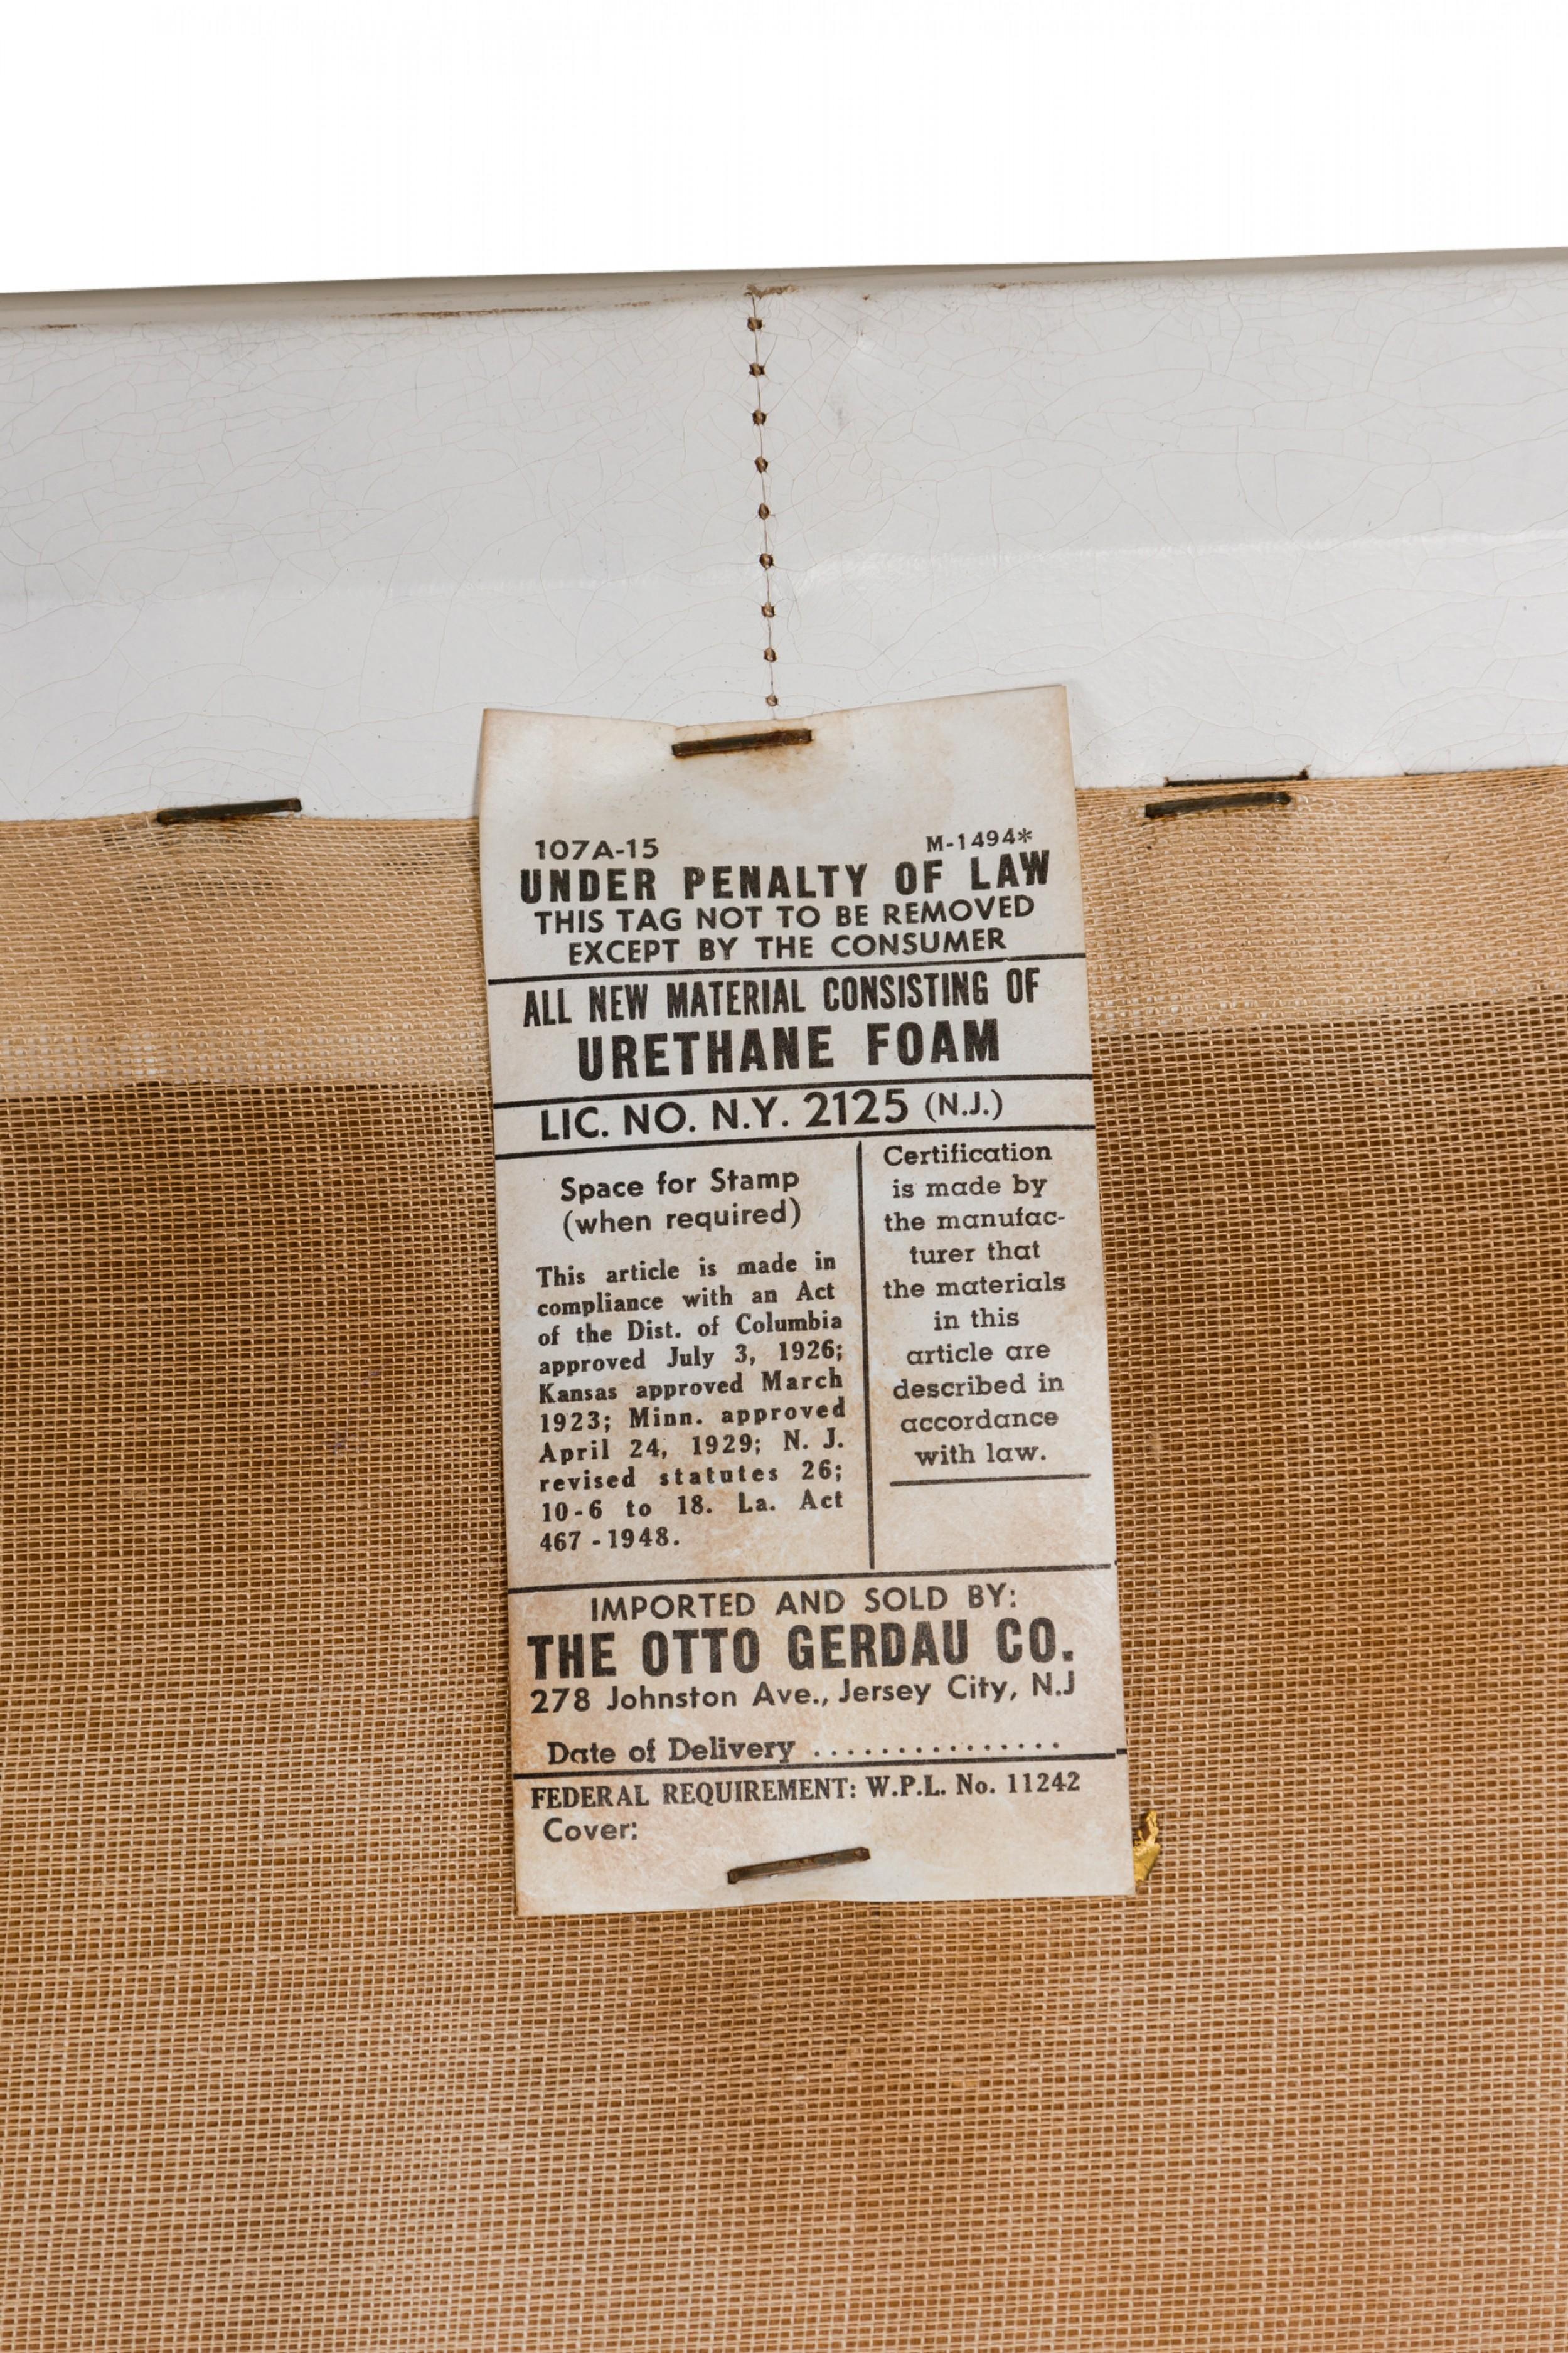 107A-15 M-1494*
UNDER PENALTY OF LAW
THIS TAG NOT TO BE REMOVED
EXCEPT BY THE CONSUMER
ALL NEW MATERIAL CONSISTING OF
URETHANE FOAM
LIC. NO. N.Y. 2125 (N.J.)
Space for Stamp
(when required)
This article is made in
compliance with an Act
of the Dist. of Columbia
approved July 3, 1926;
Kansas approved March
1923; Minn. approved
April 24, 1929; N. J.
revised statutes 26;
10-6 to 18. La. Act
467 - 1948.
Certification
is made by
the manufac-
turer that
the materials
in this
article are
described in
accordance
with law.
IMPORTED AND SOLD BY:
THE OTTO GERDAU CO.
278 Johnston Ave., Jersey City, N.J
Date of Delivery ...............
FEDERAL REQUIREMENT: W.P.L. No. 11242
Cover: